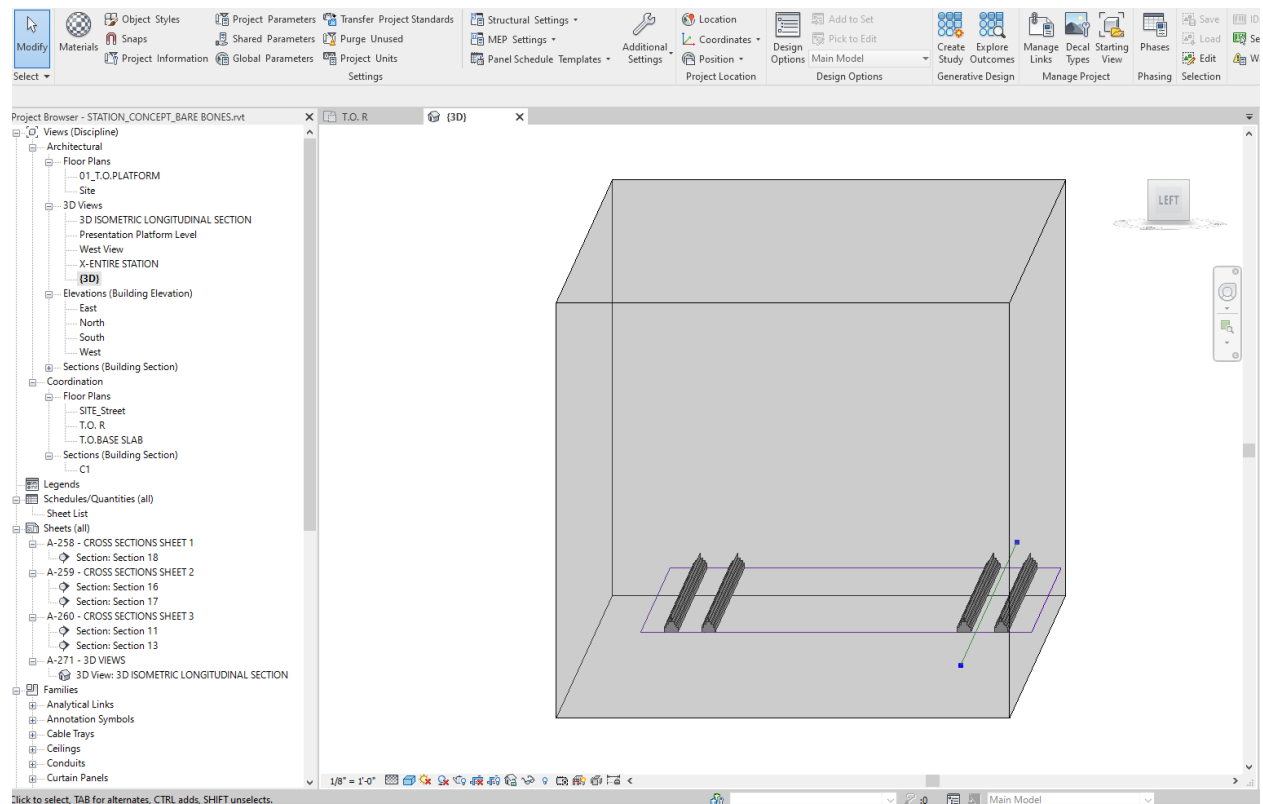 Object Styles
Project Parameters
Transfer Project Standards
Structural Settings
Location
Add to Set
Save
ID
Snaps
Shared Parameters
Purge Unused
MEP Settings
Coordinates
Pick to Edit
Load
Se
Modify
Materials
Project Information
Global Parameters
Project Units
Panel Schedule Templates
Additional Settings
Position
Design Options
Main Model
Create Study
Explore Outcomes
Manage Links
Decal Types
Starting View
Phases
Edit
W
Select
Settings
Project Location
Design Options
Generative Design
Manage Project
Phasing
Selection
Project Browser - STATION_CONCEPT_BARE BONES.rvt
T.O. R
{3D}
Views (Discipline)
Architectural
Floor Plans
01_T.O.PLATFORM
Site
3D Views
3D ISOMETRIC LONGITUDINAL SECTION
Presentation Platform Level
West View
X-ENTIRE STATION
{3D}
Elevations (Building Elevation)
East
North
South
West
Sections (Building Section)
Coordination
Floor Plans
SITE_Street
T.O. R
T.O.BASE SLAB
Sections (Building Section)
C1
Legends
Schedules/Quantities (all)
Sheet List
Sheets (all)
A-258 - CROSS SECTIONS SHEET 1
Section: Section 18
A-259 - CROSS SECTIONS SHEET 2
Section: Section 16
Section: Section 17
A-260 - CROSS SECTIONS SHEET 3
Section: Section 11
Section: Section 13
A-271 - 3D VIEWS
3D View: 3D ISOMETRIC LONGITUDINAL SECTION
Families
Analytical Links
Annotation Symbols
Cable Trays
Ceilings
Conduits
Curtain Panels
LEFT
1/8" = 1'-0"
Click to select, TAB for alternates, CTRL adds, SHIFT unselects.
:0
Main Model